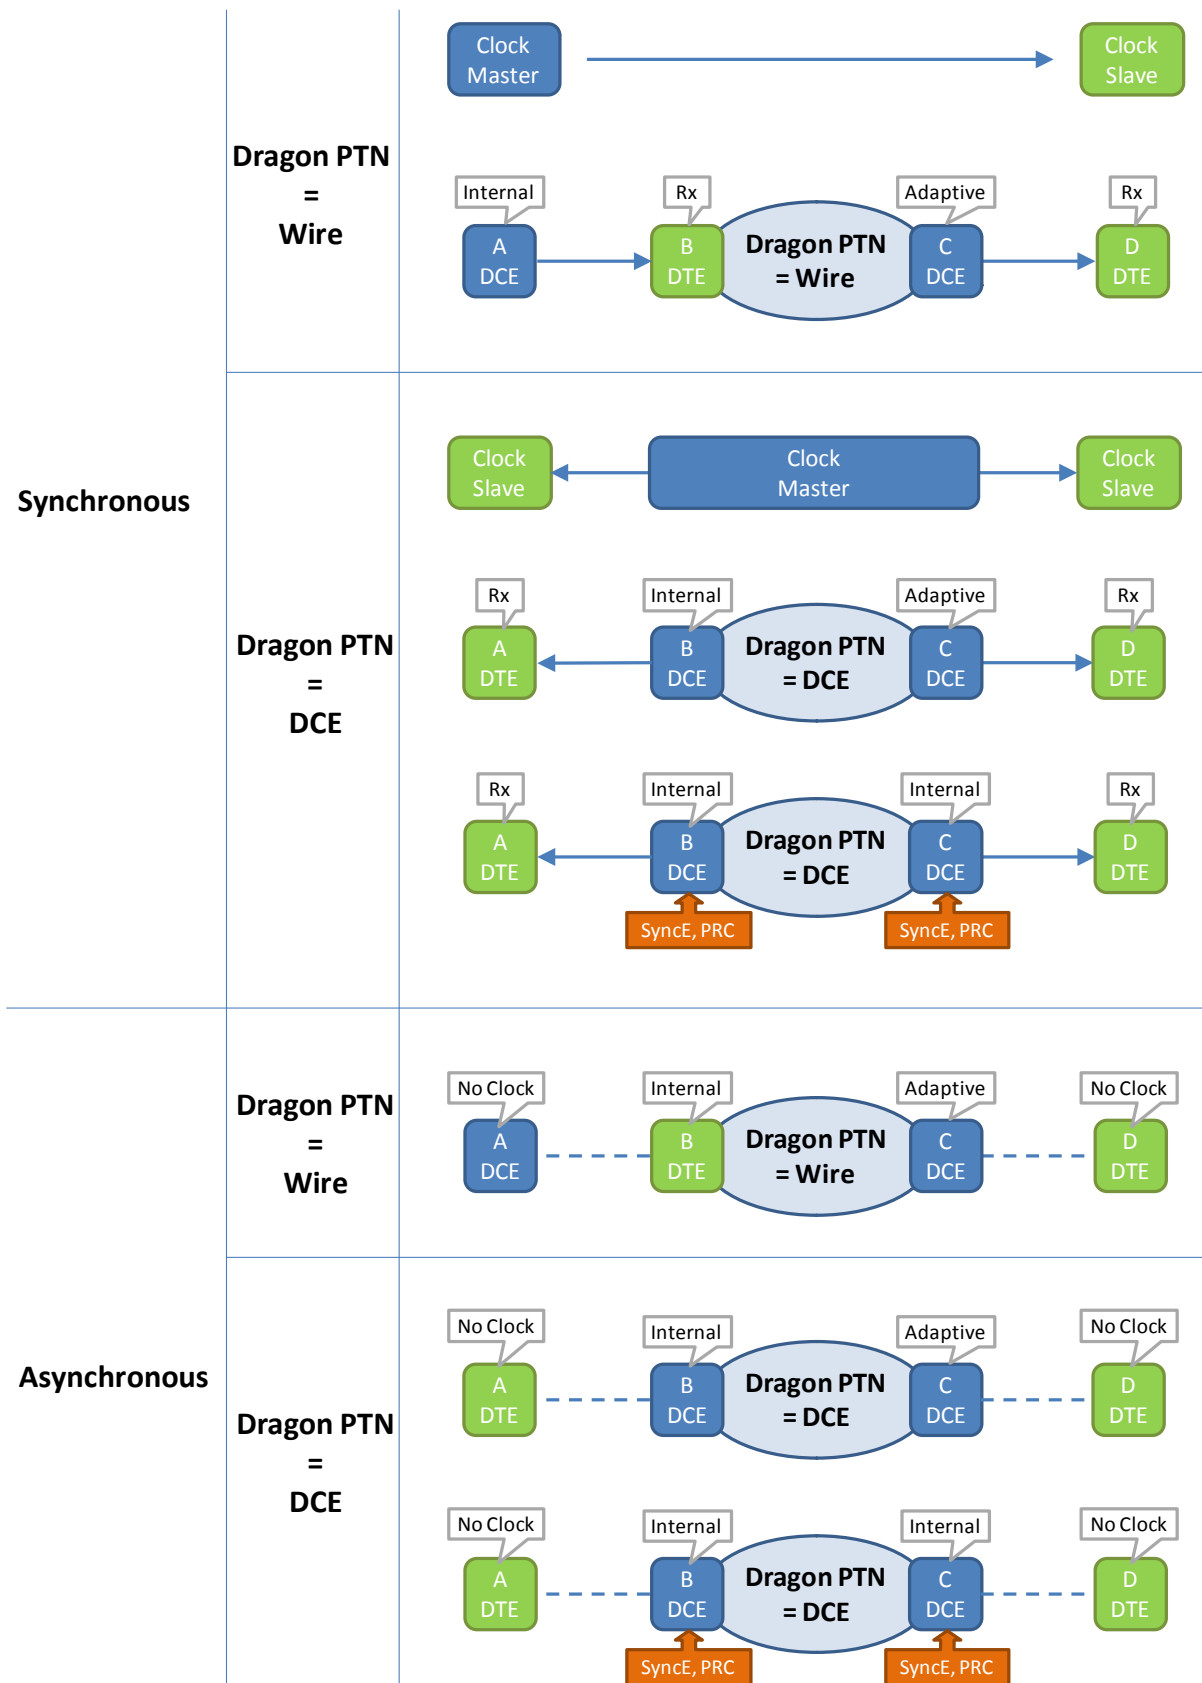 Clock
Master
Clock
Slave
Dragon PTN
=
Wire
Internal
Rx
Adaptive
Rx
A
DCE
B
DTE
Dragon PTN
= Wire
C
DCE
D
DTE
Synchronous
Clock
Slave
Clock
Master
Clock
Slave
Dragon PTN
=
DCE
Rx
Internal
Adaptive
Rx
A
DTE
B
DCE
Dragon PTN
= DCE
C
DCE
D
DTE
Rx
Internal
Internal
Rx
A
DTE
B
DCE
Dragon PTN
= DCE
C
DCE
D
DTE
SyncE, PRC
SyncE, PRC
Asynchronous
Dragon PTN
=
Wire
No Clock
Internal
Adaptive
No Clock
A
DCE
B
DTE
Dragon PTN
= Wire
C
DCE
D
DTE
Dragon PTN
=
DCE
No Clock
Internal
Adaptive
No Clock
A
DTE
B
DCE
Dragon PTN
= DCE
C
DCE
D
DTE
No Clock
Internal
Internal
No Clock
A
DTE
B
DCE
Dragon PTN
= DCE
C
DCE
D
DTE
SyncE, PRC
SyncE, PRC